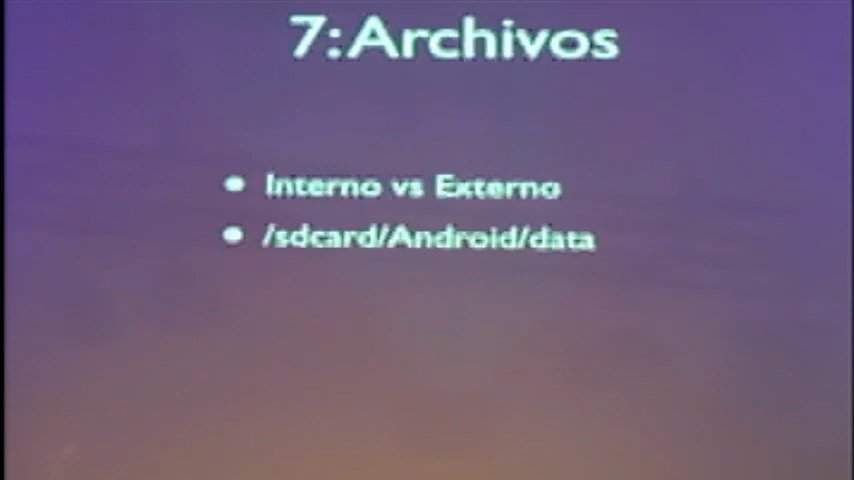 7: Archivos
Interno vs Externo
/sdcard/Android/data